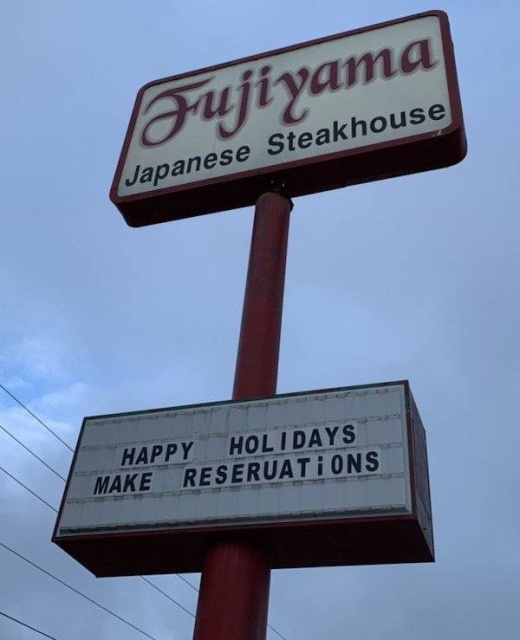 Fujiyama
Japanese Steakhouse
HAPPY HOLIDAYS
MAKE RESERUATiONS